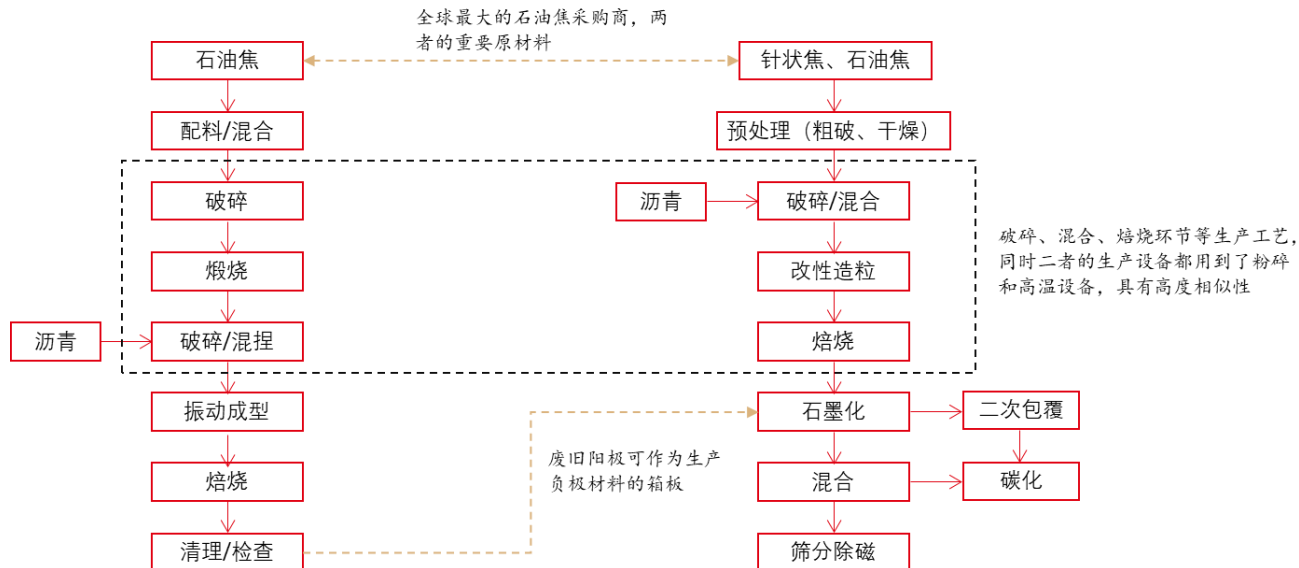 全球最大的石油焦采购商，两
者的重要原材料
石油焦
针状焦、石油焦
配料/混合
预处理（粗破、干燥）
破碎
沥青
破碎/混合
破碎、混合、焙烧环节等生产工艺，
同时二者的生产设备都用到了粉碎
和高温设备，具有高度相似性
煅烧
改性造粒
沥青
破碎/混捏
焙烧
振动成型
石墨化
二次包覆
废旧阳极可作为生产
负极材料的箱板
焙烧
混合
碳化
清理/检查
筛分除磁